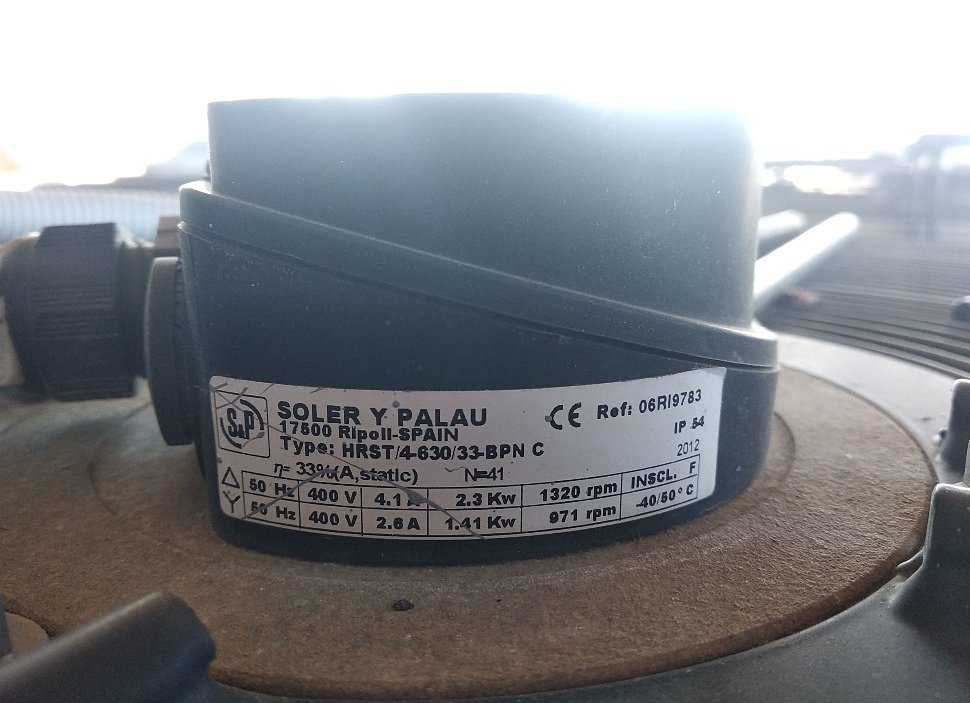 S&P
SOLER Y PALAU
17500 Ripoll-SPAIN
Type: HRST/4-630/33-BPN C
η= 33%(A,static) N=41
CE Ref: 06RI9783
IP 54
2012
△ 50 Hz 400 V 4.1 A 2.3 Kw 1320 rpm INSCL. F
Y 50 Hz 400 V 2.6 A 1.41 Kw 971 rpm -40/50° C